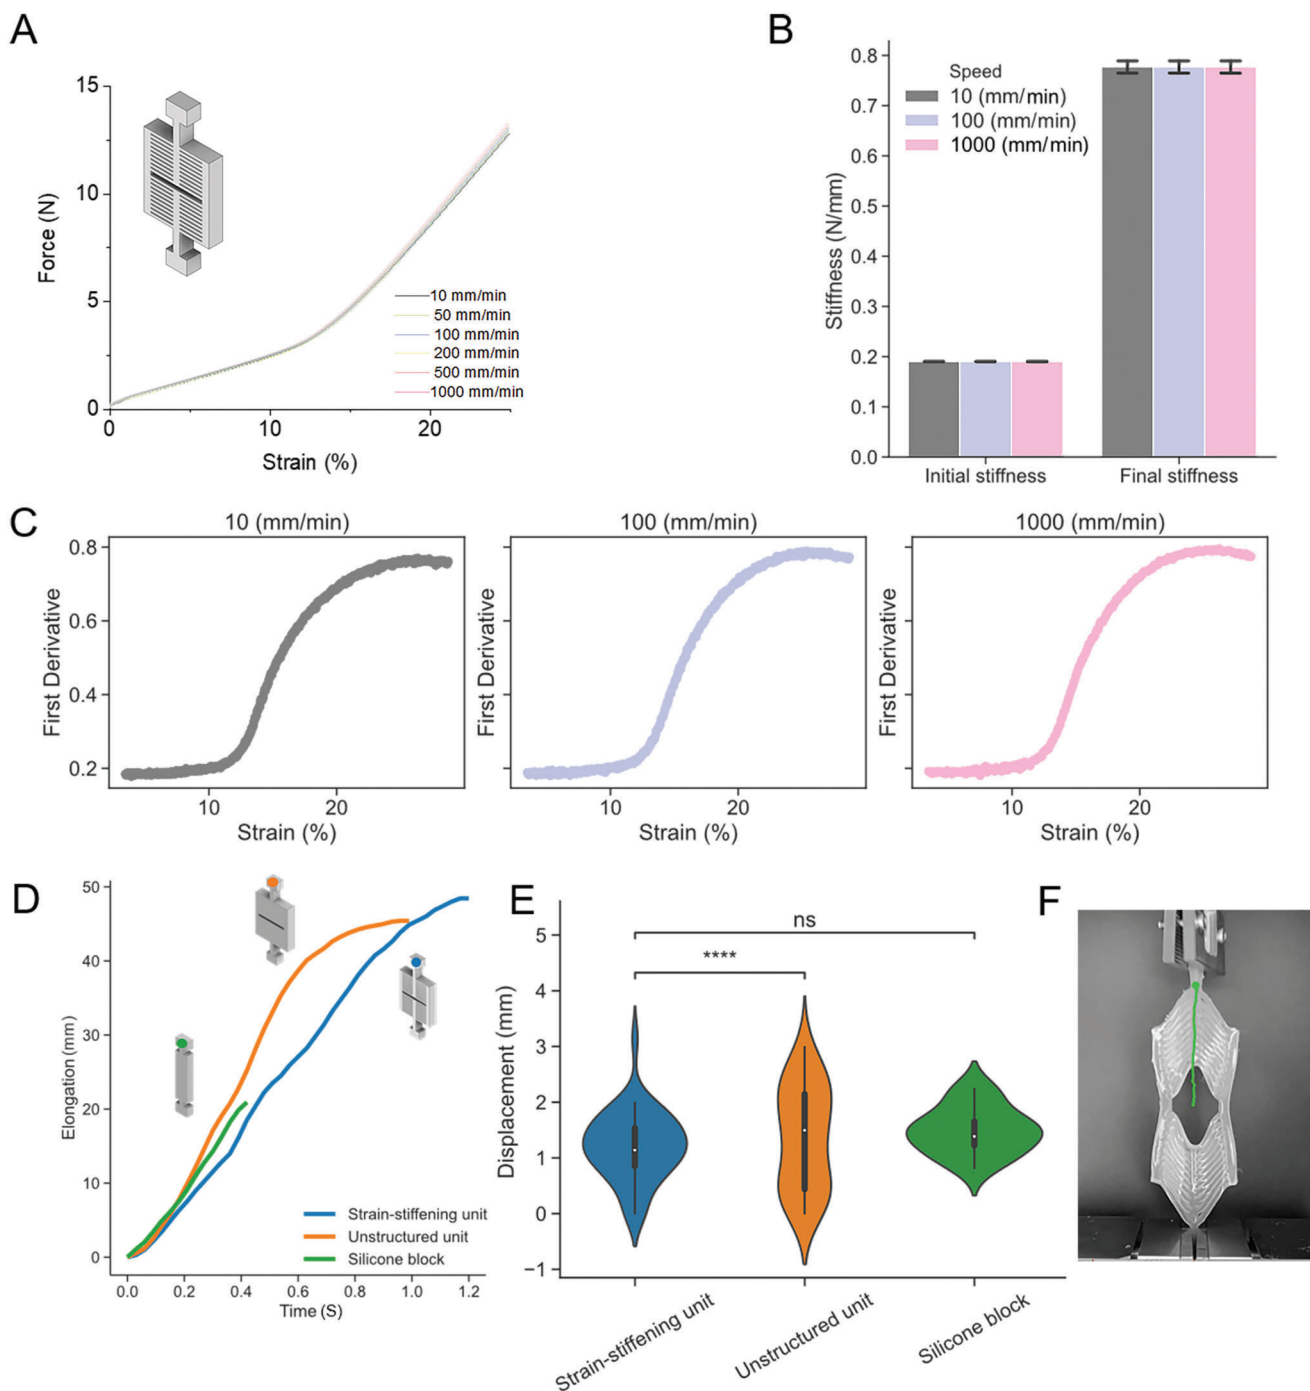 A
15
10
5
0
Force (N)
10 mm/min
50 mm/min
100 mm/min
200 mm/min
500 mm/min
1000 mm/min
0 10 20
Strain (%)
B
0.8
0.7
0.6
0.5
0.4
0.3
0.2
0.1
0.0
Stiffness (N/mm)
Speed
10 (mm/min)
100 (mm/min)
1000 (mm/min)
Initial stiffness Final stiffness
C
10 (mm/min) 100 (mm/min) 1000 (mm/min)
0.8
0.6
0.4
0.2
First Derivative First Derivative First Derivative
10 20 10 20 10 20
Strain (%) Strain (%) Strain (%)
D
50
40
30
20
10
0
Elongation (mm)
Strain-stiffening unit
Unstructured unit
Silicone block
0.0 0.2 0.4 0.6 0.8 1.0 1.2
Time (S)
E
5
4
3
2
1
0
−1
Displacement (mm)
ns
****
Strain-stiffening unit
Unstructured unit
Silicone block
F